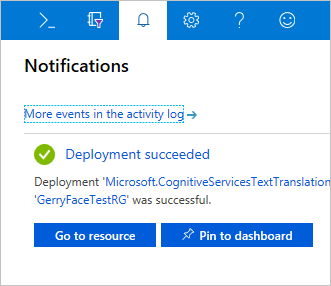 Notifications
More events in the activity log
Deployment succeeded
Deployment 'Microsoft.CognitiveServicesTextTranslation
'GerryFaceTestRG' was successful.
Go to resource
Pin to dashboard